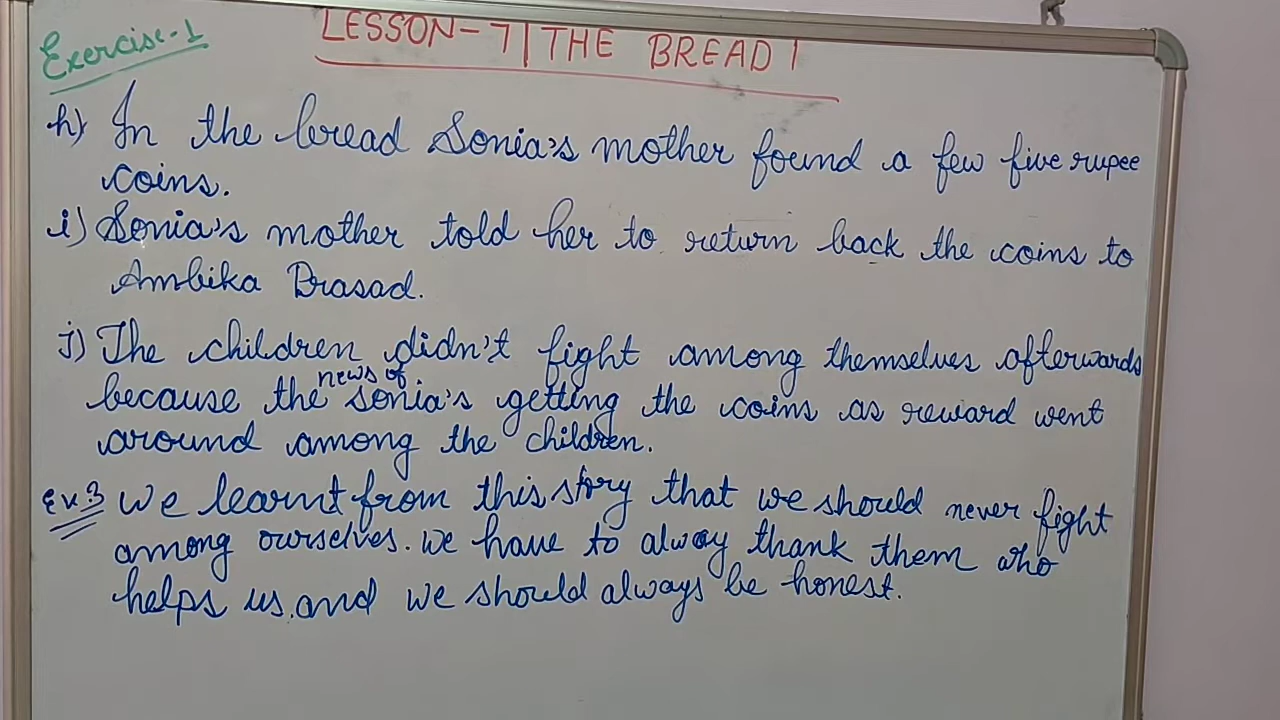 Exercise-1
LESSON-7 | THE BREAD |
h) In the bread Sonia's mother found a few five rupee
coins.
i) Sonia's mother told her to return back the coins to
Ambika Prasad.
j) The children didn't fight among themselves afterwards
because the news of Sonia's getting the coins as reward went
around among the children.
Ex.3 We learnt from this story that we should never fight
among ourselves. We have to alway thank them who
helps us. and we should always be honest.